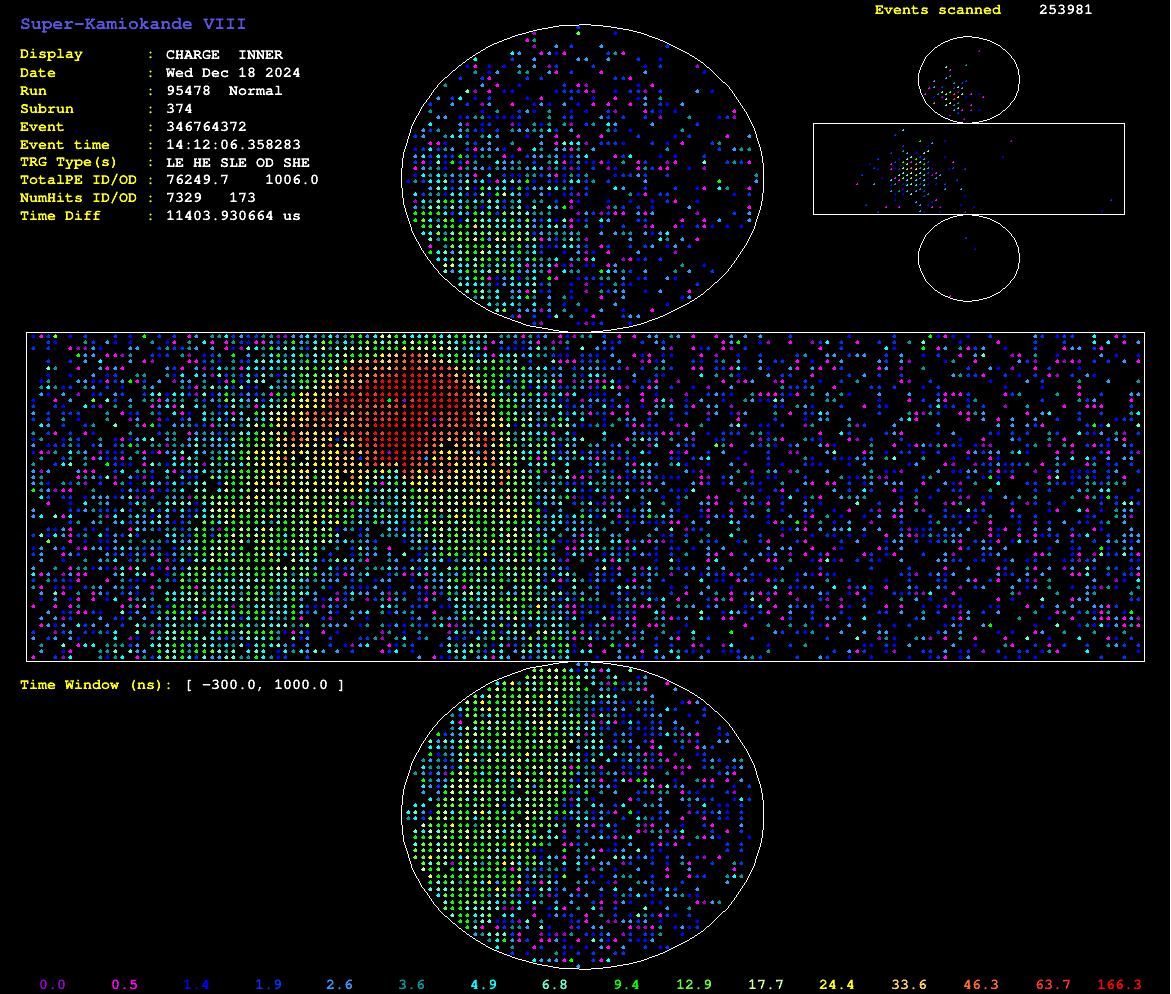 Super-Kamiokande VIII
Events scanned 253981
Display : CHARGE INNER
Date : Wed Dec 18 2024
Run : 95478 Normal
Subrun : 374
Event : 346764372
Event time : 14:12:06.358283
TRG Type(s) : LE HE SLE OD SHE
TotalPE ID/OD : 76249.7 1006.0
NumHits ID/OD : 7329 173
Time Diff : 11403.930664 us
Time Window (ns): [ −300.0, 1000.0 ]
0.0 0.5 1.4 1.9 2.6 3.6 4.9 6.8 9.4 12.9 17.7 24.4 33.6 46.3 63.7 166.3